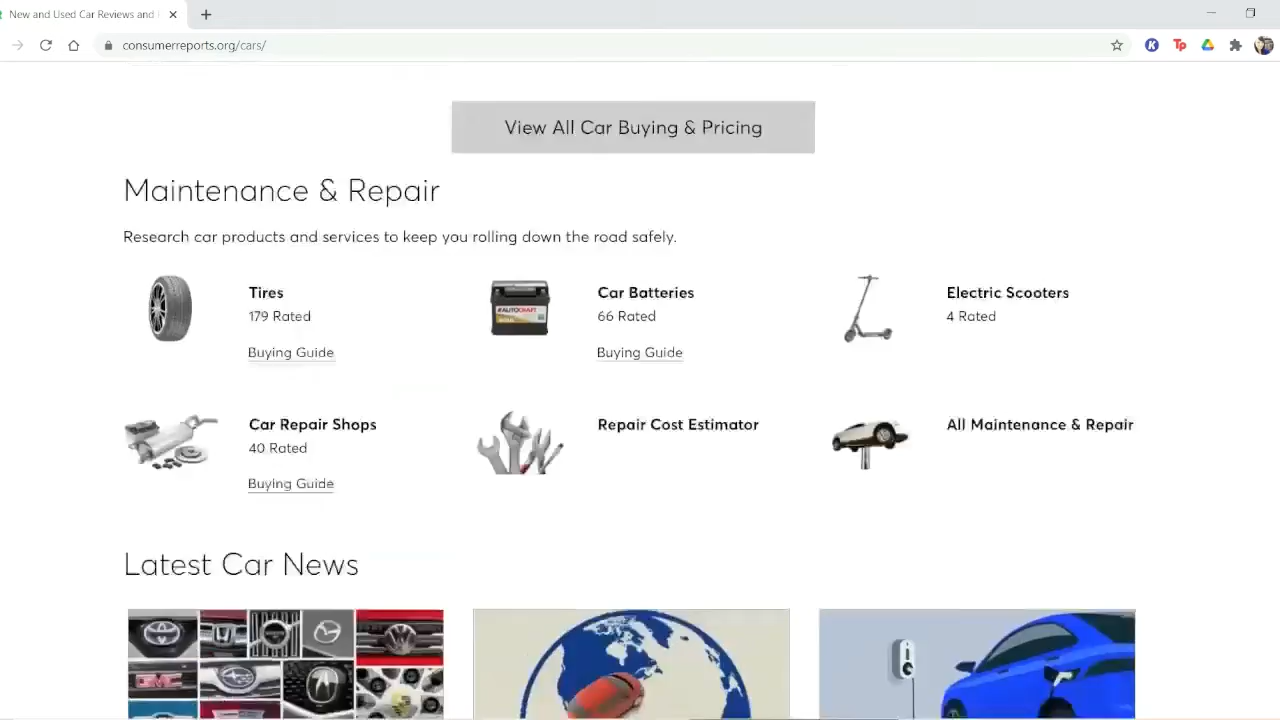 New and Used Car Reviews and
consumerreports.org/cars/
View All Car Buying & Pricing
Maintenance & Repair
Research car products and services to keep you rolling down the road safely.
Tires
179 Rated
Buying Guide
Car Batteries
66 Rated
Buying Guide
Electric Scooters
4 Rated
Car Repair Shops
40 Rated
Buying Guide
Repair Cost Estimator
All Maintenance & Repair
Latest Car News
AUTOCRAFT
GMC
K
Tp